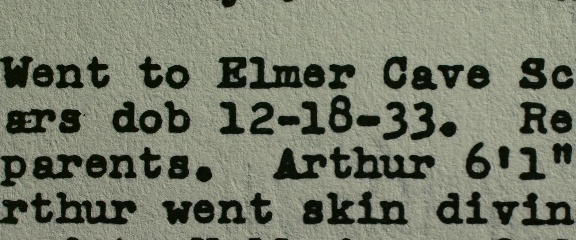 Went to Elmer Cave Sc
ars dob 12-18-33. Re
parents. Arthur 6'1"
rthur went skin divin